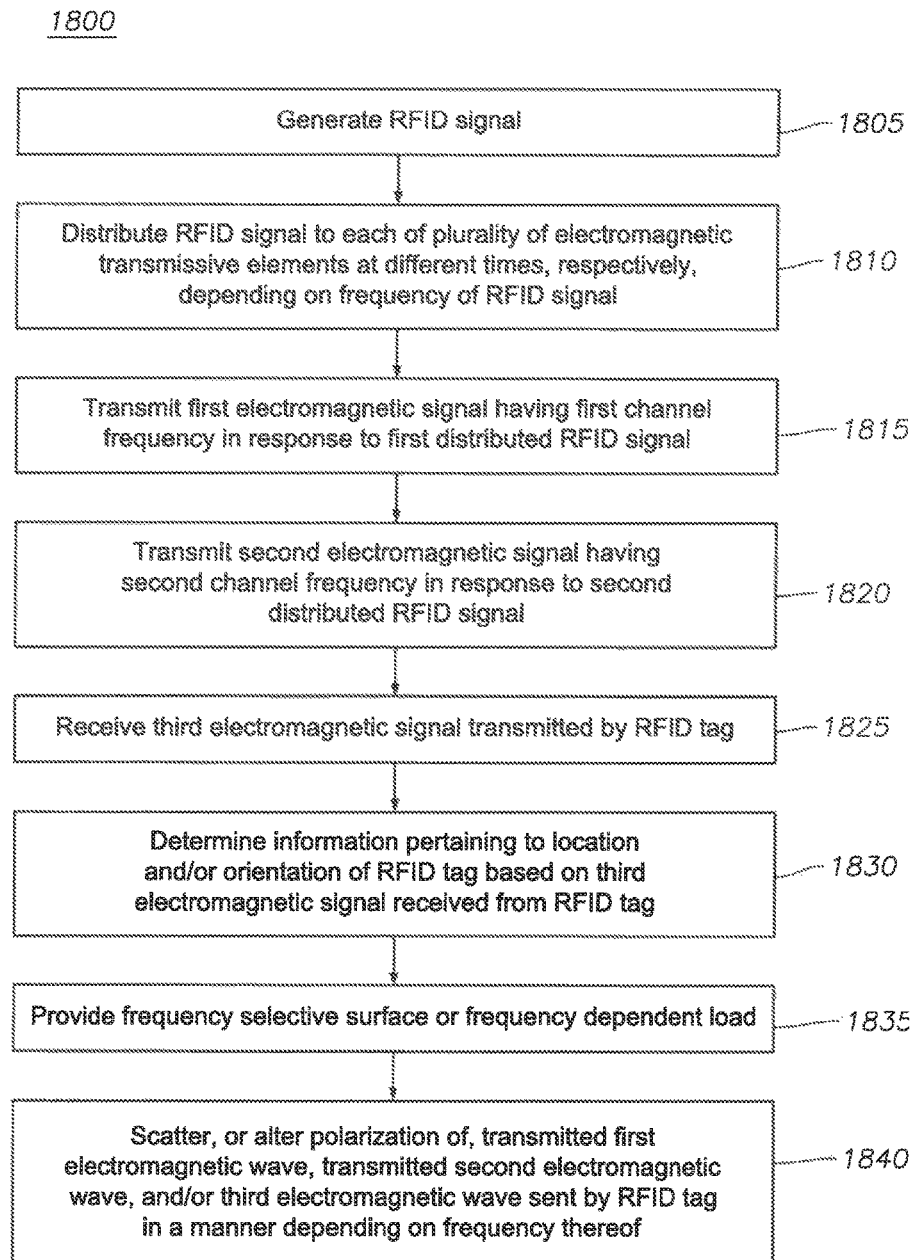 1800
Generate RFID signal
1805
Distribute RFID signal to each of plurality of electromagnetic
transmissive elements at different times, respectively,
depending on frequency of RFID signal
1810
Transmit first electromagnetic signal having first channel
frequency in response to first distributed RFID signal
1815
Transmit second electromagnetic signal having
second channel frequency in response to second
distributed RFID signal
1820
Receive third electromagnetic signal transmitted by RFID tag
1825
Determine information pertaining to location
and/or orientation of RFID tag based on third
electromagnetic signal received from RFID tag
1830
Provide frequency selective surface or frequency dependent load
1835
Scatter, or alter polarization of, transmitted first
electromagnetic wave, transmitted second electromagnetic
wave, and/or third electromagnetic wave sent by RFID tag
in a manner depending on frequency thereof
1840